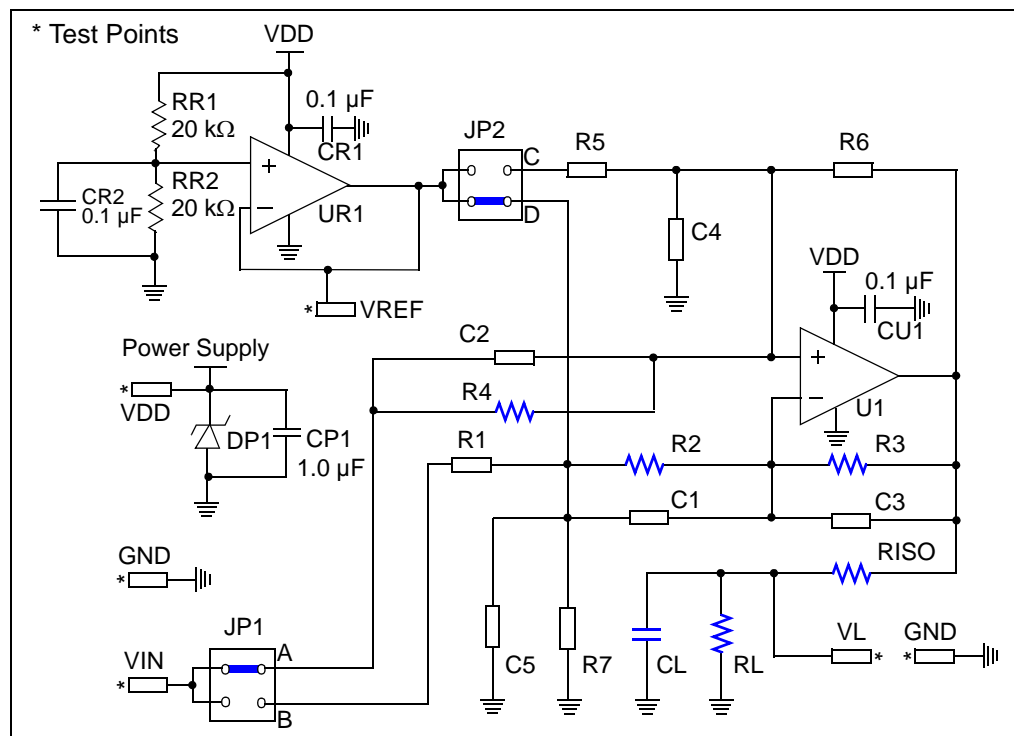 * Test Points
VDD
RR1
20 kΩ
0.1 µF
CR1
+
−
UR1
RR2
20 kΩ
CR2
0.1 µF
* VREF
JP2
C
D
R5
R6
C4
VDD
0.1 µF
CU1
+
−
U1
C2
R4
R1
R2
R3
C1
C3
Power Supply
*
VDD
DP1
CP1
1.0 µF
GND
*
JP1
VIN
*
A
B
C5
R7
CL
RL
RISO
VL
*
GND
*